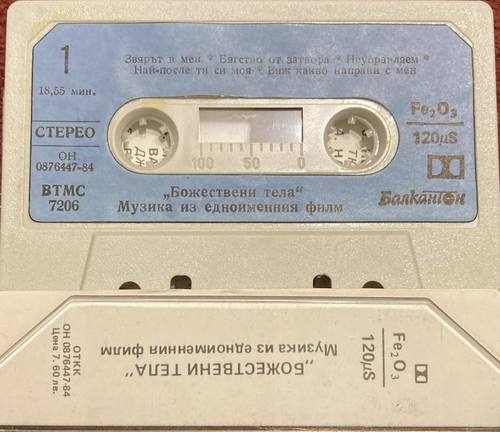 1
Звярът в мен * Бягство от затвора * Неуправляем *
Най-после ти си моя * Виж какво направи с мен
18,55 мин.
СТЕРЕО
ОН
0876447-84
ВТМС
7206
Fe₂O₃
120µS
Балкантон
100 50 0
„Божествени тела“
Музика из едноименния филм
„БОЖЕСТВЕНИ ТЕЛА“
Музика из едноименния филм
Fe₂O₃
120µS
ОТКК
ОН 0876447-84
Цена 7.60 лв.